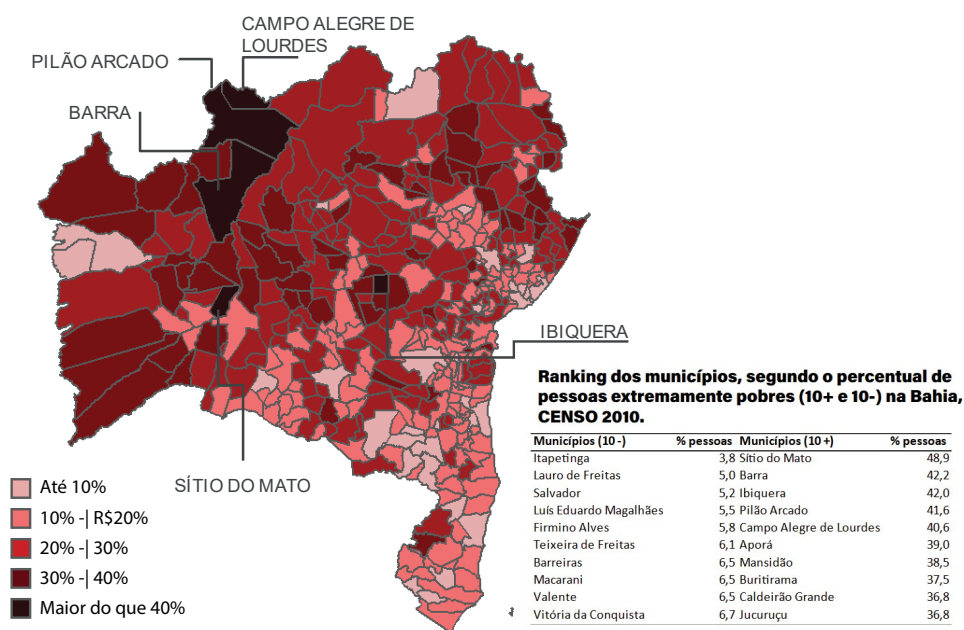 CAMPO ALEGRE DE
LOURDES
PILÃO ARCADO
BARRA
IBIQUERA
SÍTIO DO MATO
Até 10%
10% -| R$20%
20% -| 30%
30% -| 40%
Maior do que 40%
Ranking dos municípios, segundo o percentual de
pessoas extremamente pobres (10+ e 10-) na Bahia,
CENSO 2010.
Municípios (10 -) % pessoas Municípios (10 +) % pessoas
Itapetinga 3,8 Sítio do Mato 48,9
Lauro de Freitas 5,0 Barra 42,2
Salvador 5,2 Ibiquera 42,0
Luís Eduardo Magalhães 5,5 Pilão Arcado 41,6
Firmino Alves 5,8 Campo Alegre de Lourdes 40,6
Teixeira de Freitas 6,1 Aporá 39,0
Barreiras 6,5 Mansidão 38,5
Macarani 6,5 Buritirama 37,5
Valente 6,5 Caldeirão Grande 36,8
Vitória da Conquista 6,7 Jucuruçu 36,8